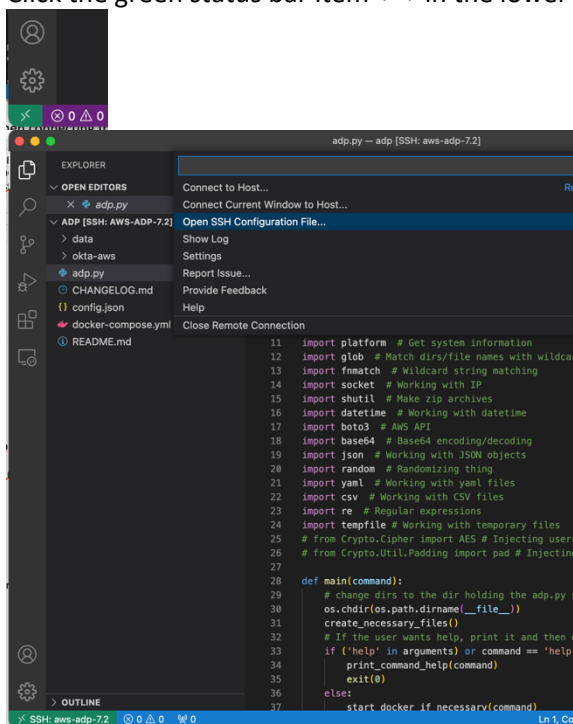 Click the green status bar item in the lower
0 0
adp.py — adp [SSH: aws-adp-7.2]
EXPLORER
OPEN EDITORS
adp.py
ADP [SSH: AWS-ADP-7.2]
data
okta-aws
adp.py
CHANGELOG.md
{} config.json
docker-compose.yml
README.md
OUTLINE
Connect to Host...
Connect Current Window to Host...
Open SSH Configuration File...
Show Log
Settings
Report Issue...
Provide Feedback
Help
Close Remote Connection
11 import platform # Get system information
12 import glob # Match dirs/file names with wildca
13 import fnmatch # Wildcard string matching
14 import socket # Working with IP
15 import shutil # Make zip archives
16 import datetime # Working with datetime
17 import boto3 # AWS API
18 import base64 # Base64 encoding/decoding
19 import json # Working with JSON objects
20 import random # Randomizing thing
21 import yaml # Working with yaml files
22 import csv # Working with CSV files
23 import re # Regular expressions
24 import tempfile # Working with temporary files
25 # from Crypto.Cipher import AES # Injecting user
26 # from Crypto.Util.Padding import pad # Injectin
27
28 def main(command):
29 # change dirs to the dir holding the adp.py
30 os.chdir(os.path.dirname(__file__))
31 create_necessary_files()
32 # If the user wants help, print it and then
33 if ('help' in arguments) or command == 'help
34 print_command_help(command)
35 exit(0)
36 else:
37 start_docker_if_necessary(command)
SSH: aws-adp-7.2 0 0 0 Ln 1, Co